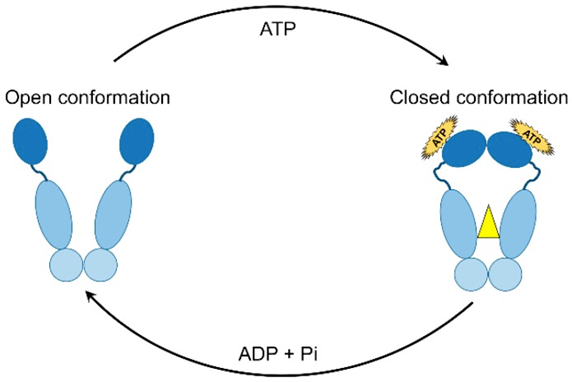 ATP
Open conformation
Closed conformation
ATP
ATP
ADP + Pi